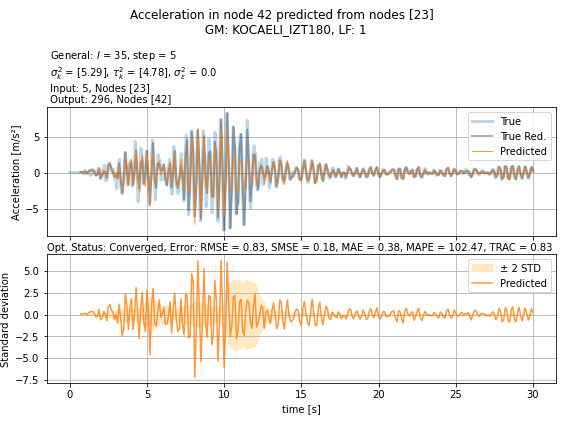 Acceleration in node 42 predicted from nodes [23]
GM: KOCAELI_IZT180, LF: 1
General: l = 35, step = 5
σ²ₖ = [5.29], τ²ₖ = [4.78], σ²ε = 0.0
Input: 5, Nodes [23]
Output: 296, Nodes [42]
Acceleration [m/s²]
5
0
−5
True
True Red.
Predicted
Opt. Status: Converged, Error: RMSE = 0.83, SMSE = 0.18, MAE = 0.38, MAPE = 102.47, TRAC = 0.83
Standard deviation
5.0
2.5
0.0
−2.5
−5.0
−7.5
± 2 STD
Predicted
0 5 10 15 20 25 30
time [s]